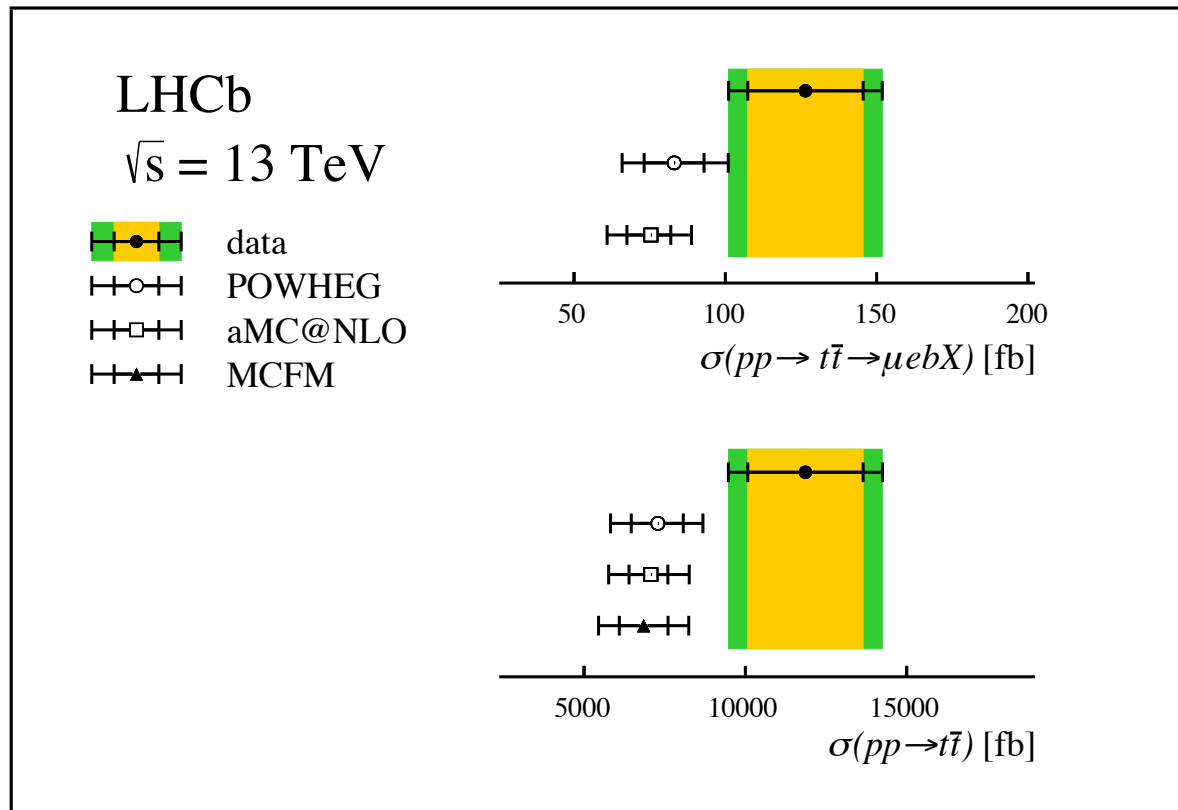 LHCb
√s = 13 TeV
data
POWHEG
aMC@NLO
MCFM
50 100 150 200
σ(pp→ tt̅→μebX) [fb]
5000 10000 15000
σ(pp→tt̅) [fb]